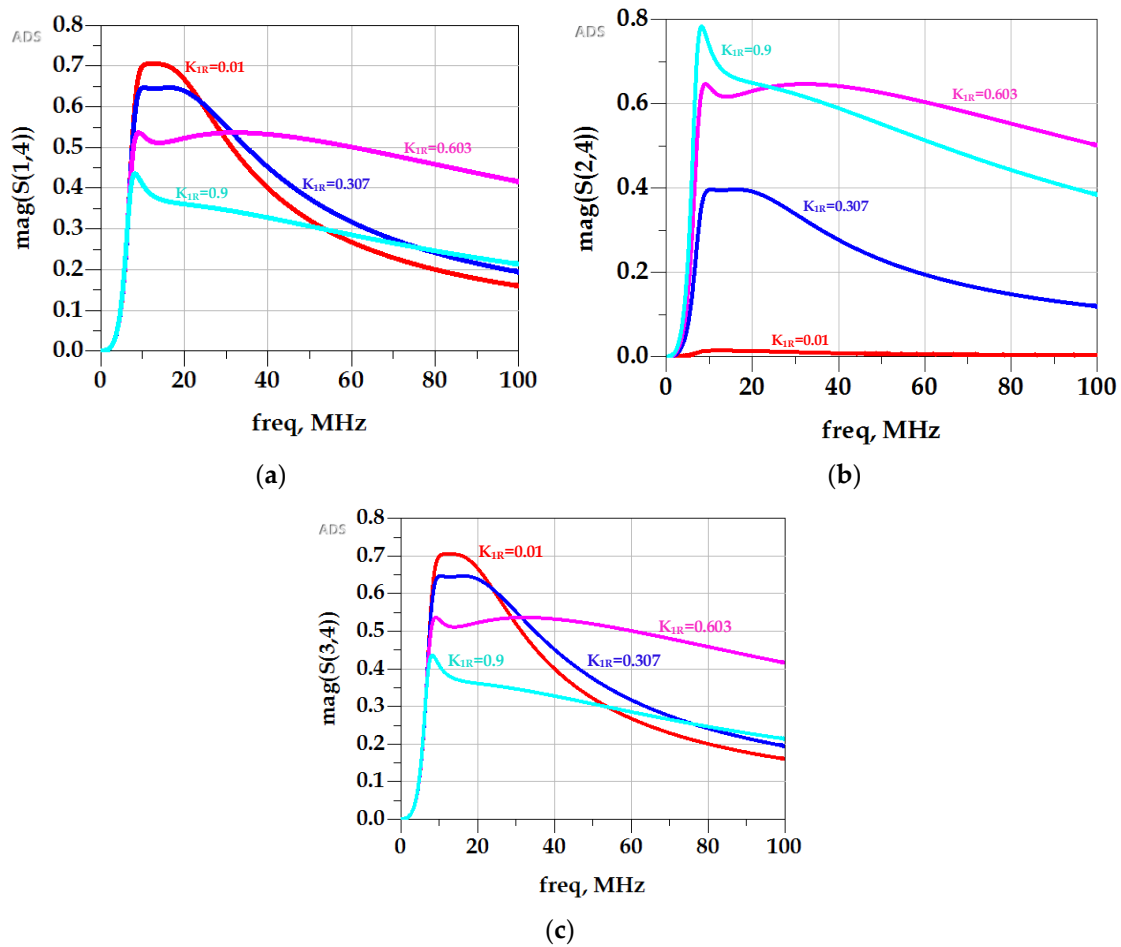 ADS
mag(S(1,4))
0.8
0.7
0.6
0.5
0.4
0.3
0.2
0.1
0.0
K1R=0.01
K1R=0.603
K1R=0.307
K1R=0.9
0 20 40 60 80 100
freq, MHz
(a)
ADS
mag(S(2,4))
0.8
0.6
0.4
0.2
0.0
K1R=0.9
K1R=0.603
K1R=0.307
K1R=0.01
0 20 40 60 80 100
freq, MHz
(b)
ADS
mag(S(3,4))
0.8
0.7
0.6
0.5
0.4
0.3
0.2
0.1
0.0
K1R=0.01
K1R=0.603
K1R=0.9
K1R=0.307
0 20 40 60 80 100
freq, MHz
(c)